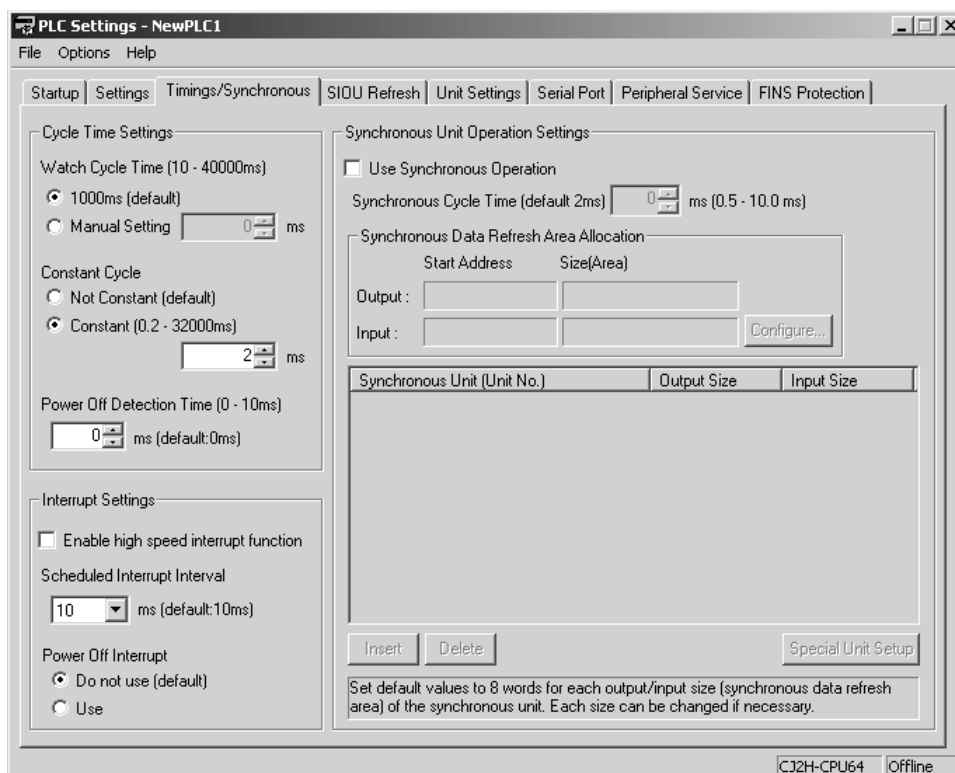 PLC Settings - NewPLC1
File Options Help
Startup Settings Timings/Synchronous SIOU Refresh Unit Settings Serial Port Peripheral Service FINS Protection
Cycle Time Settings
Watch Cycle Time (10 - 40000ms)
1000ms (default)
Manual Setting 0 ms
Constant Cycle
Not Constant (default)
Constant (0.2 - 32000ms)
2 ms
Power Off Detection Time (0 - 10ms)
0 ms (default:0ms)
Interrupt Settings
Enable high speed interrupt function
Scheduled Interrupt Interval
10 ms (default:10ms)
Power Off Interrupt
Do not use (default)
Use
Synchronous Unit Operation Settings
Use Synchronous Operation
Synchronous Cycle Time (default 2ms) 0 ms (0.5 - 10.0 ms)
Synchronous Data Refresh Area Allocation
Start Address Size(Area)
Output :
Input : Configure...
Synchronous Unit (Unit No.) Output Size Input Size
Insert Delete Special Unit Setup
Set default values to 8 words for each output/input size (synchronous data refresh
area) of the synchronous unit. Each size can be changed if necessary.
CJ2H-CPU64 Offline